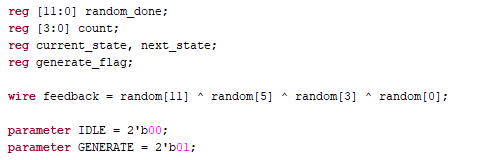 reg [11:0] random_done;
reg [3:0] count;
reg current_state, next_state;
reg generate_flag;
wire feedback = random[11] ^ random[5] ^ random[3] ^ random[0];
parameter IDLE = 2'b00;
parameter GENERATE = 2'b01;